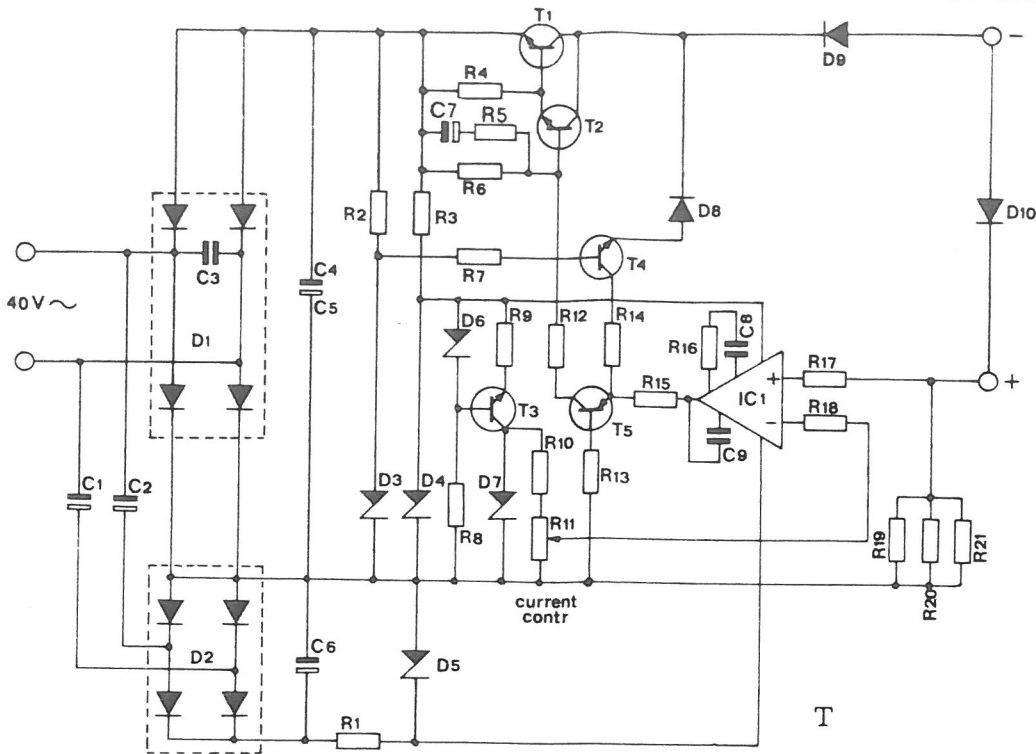 T1
-
D9
R4
C7
R5
T2
R6
R2
R3
D8
D10
C3
C4
C5
R7
T4
40V~
D1
D6
R9
R12
R14
C8
R16
+
R17
+
IC1
-
R18
T3
R15
T5
C9
R10
R13
C1
C2
D3
D4
D7
R8
R11
R19
R21
R20
current
contr
D2
C6
D5
R1
T